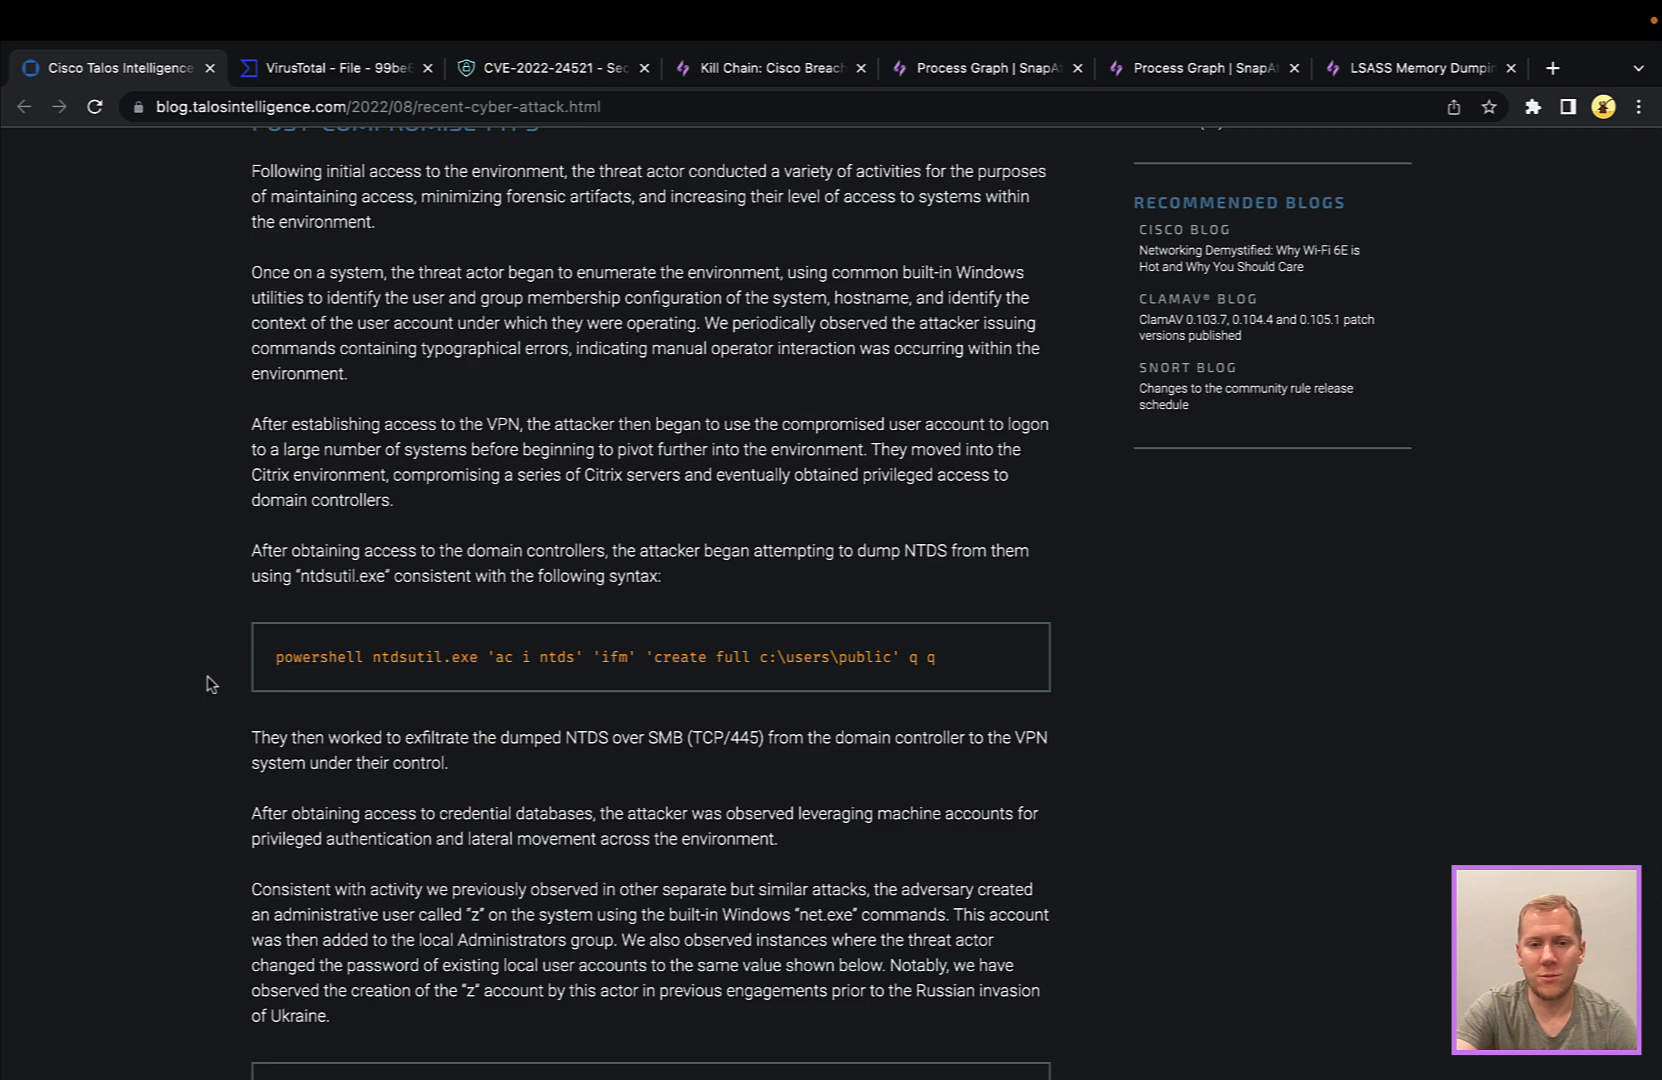 Cisco Talos Intelligence
VirusTotal - File - 99be
CVE-2022-24521 - Sec
Kill Chain: Cisco Breach
Process Graph | SnapAt
Process Graph | SnapAt
LSASS Memory Dumpin
blog.talosintelligence.com/2022/08/recent-cyber-attack.html
POST-COMPROMISE TTPS
Following initial access to the environment, the threat actor conducted a variety of activities for the purposes
of maintaining access, minimizing forensic artifacts, and increasing their level of access to systems within
the environment.
Once on a system, the threat actor began to enumerate the environment, using common built-in Windows
utilities to identify the user and group membership configuration of the system, hostname, and identify the
context of the user account under which they were operating. We periodically observed the attacker issuing
commands containing typographical errors, indicating manual operator interaction was occurring within the
environment.
After establishing access to the VPN, the attacker then began to use the compromised user account to logon
to a large number of systems before beginning to pivot further into the environment. They moved into the
Citrix environment, compromising a series of Citrix servers and eventually obtained privileged access to
domain controllers.
After obtaining access to the domain controllers, the attacker began attempting to dump NTDS from them
using “ntdsutil.exe” consistent with the following syntax:
powershell ntdsutil.exe 'ac i ntds' 'ifm' 'create full c:\users\public' q q
They then worked to exfiltrate the dumped NTDS over SMB (TCP/445) from the domain controller to the VPN
system under their control.
After obtaining access to credential databases, the attacker was observed leveraging machine accounts for
privileged authentication and lateral movement across the environment.
Consistent with activity we previously observed in other separate but similar attacks, the adversary created
an administrative user called “z” on the system using the built-in Windows “net.exe” commands. This account
was then added to the local Administrators group. We also observed instances where the threat actor
changed the password of existing local user accounts to the same value shown below. Notably, we have
observed the creation of the “z” account by this actor in previous engagements prior to the Russian invasion
of Ukraine.
RECOMMENDED BLOGS
CISCO BLOG
Networking Demystified: Why Wi-Fi 6E is
Hot and Why You Should Care
CLAMAV® BLOG
ClamAV 0.103.7, 0.104.4 and 0.105.1 patch
versions published
SNORT BLOG
Changes to the community rule release
schedule